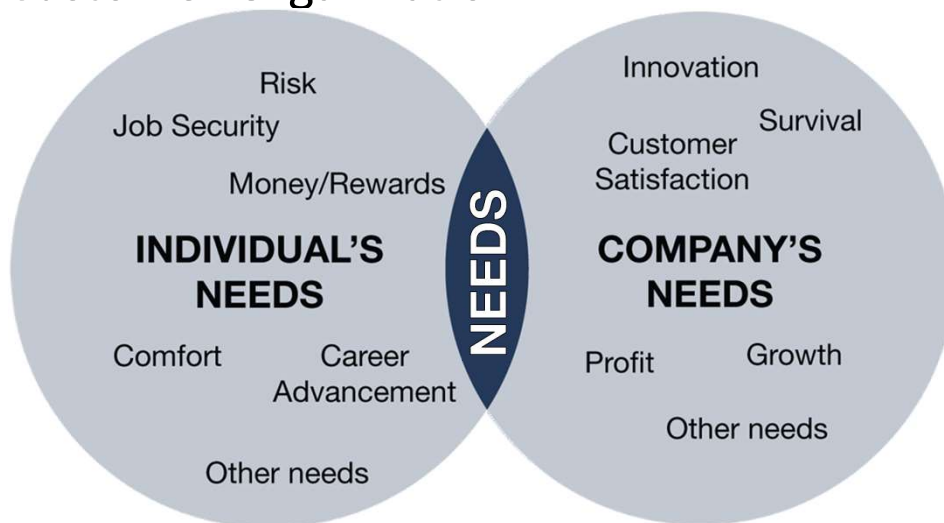 Risk
Job Security
Money/Rewards
INDIVIDUAL'S
NEEDS
Comfort
Career
Advancement
Other needs
NEEDS
Innovation
Survival
Customer
Satisfaction
COMPANY'S
NEEDS
Profit
Growth
Other needs